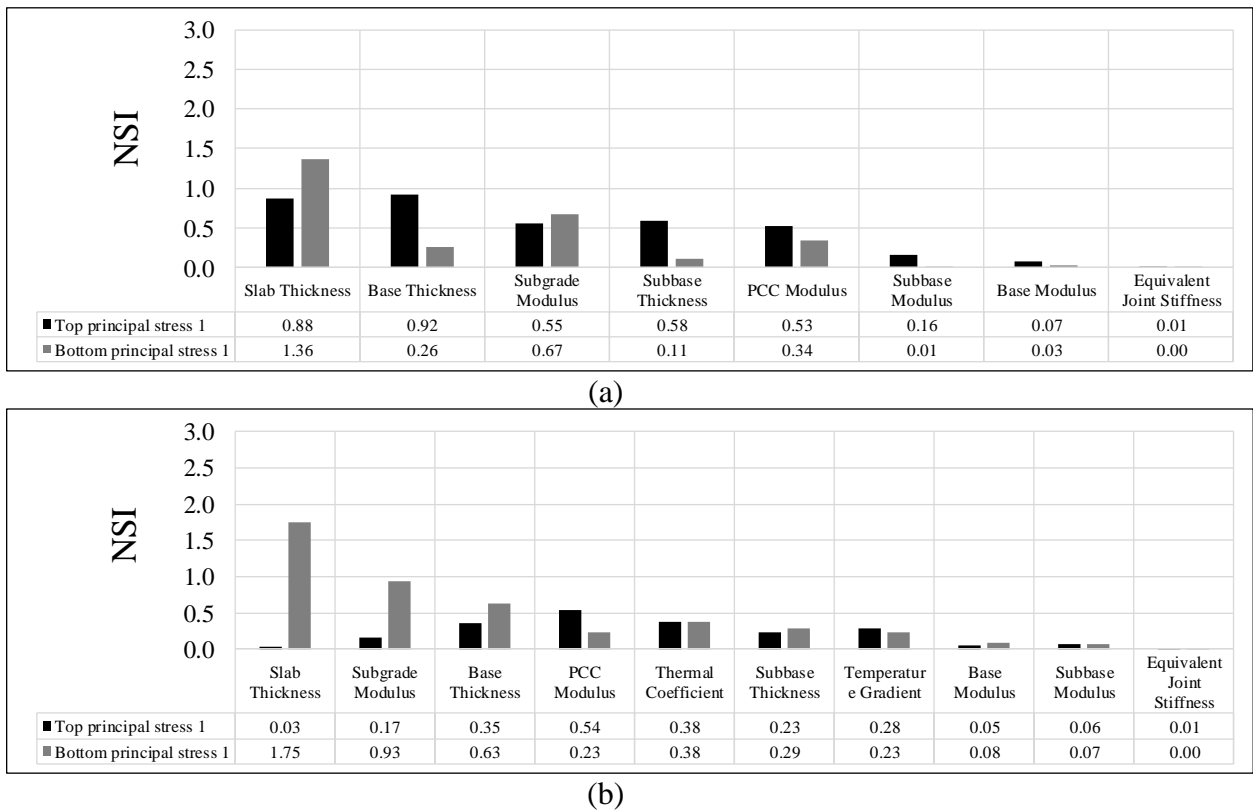 3.0
2.5
2.0
1.5
1.0
0.5
0.0
NSI
Slab Thickness Base Thickness Subgrade Modulus Subbase Thickness PCC Modulus Subbase Modulus Base Modulus Equivalent Joint Stiffness
Top principal stress 1 0.88 0.92 0.55 0.58 0.53 0.16 0.07 0.01
Bottom principal stress 1 1.36 0.26 0.67 0.11 0.34 0.01 0.03 0.00
(a)
3.0
2.5
2.0
1.5
1.0
0.5
0.0
NSI
Slab Thickness Subgrade Modulus Base Thickness PCC Modulus Thermal Coefficient Subbase Thickness Temperatur e Gradient Base Modulus Subbase Modulus Equivalent Joint Stiffness
Top principal stress 1 0.03 0.17 0.35 0.54 0.38 0.23 0.28 0.05 0.06 0.01
Bottom principal stress 1 1.75 0.93 0.63 0.23 0.38 0.29 0.23 0.08 0.07 0.00
(b)